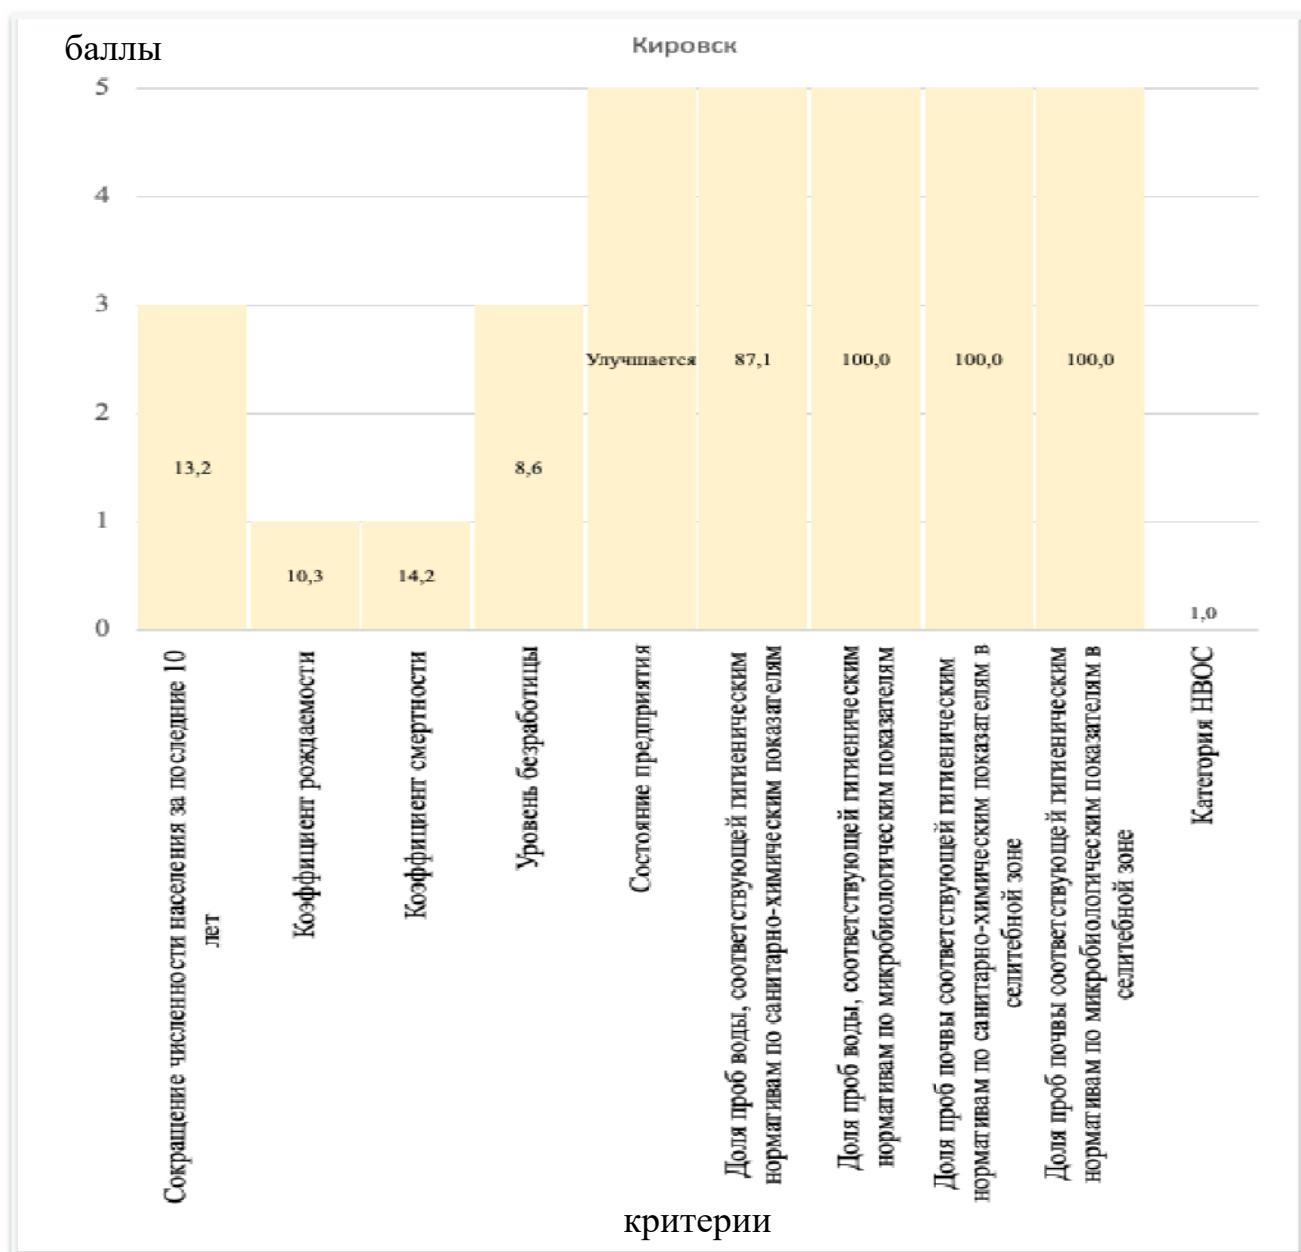 баллы
Кировск
5
4
3
2
1
0
13,2
10,3
14,2
8,6
Улучшается
87,1
100,0
100,0
100,0
1,0
Сокращение численности населения за последние 10
лет
Коэффициент рождаемости
Коэффициент смертности
Уровень безработицы
Состояние предприятия
Доля проб воды, соответствующей гигиеническим
нормативам по санитарно-химическим показателям
Доля проб воды, соответствующей гигиеническим
нормативам по микробиологическим показателям
Доля проб почвы соответствующей гигиеническим
нормативам по санитарно-химическим показателям в
селитебной зоне
Доля проб почвы соответствующей гигиеническим
нормативам по микробиологическим показателям в
селитебной зоне
Категория НВОС
критерии